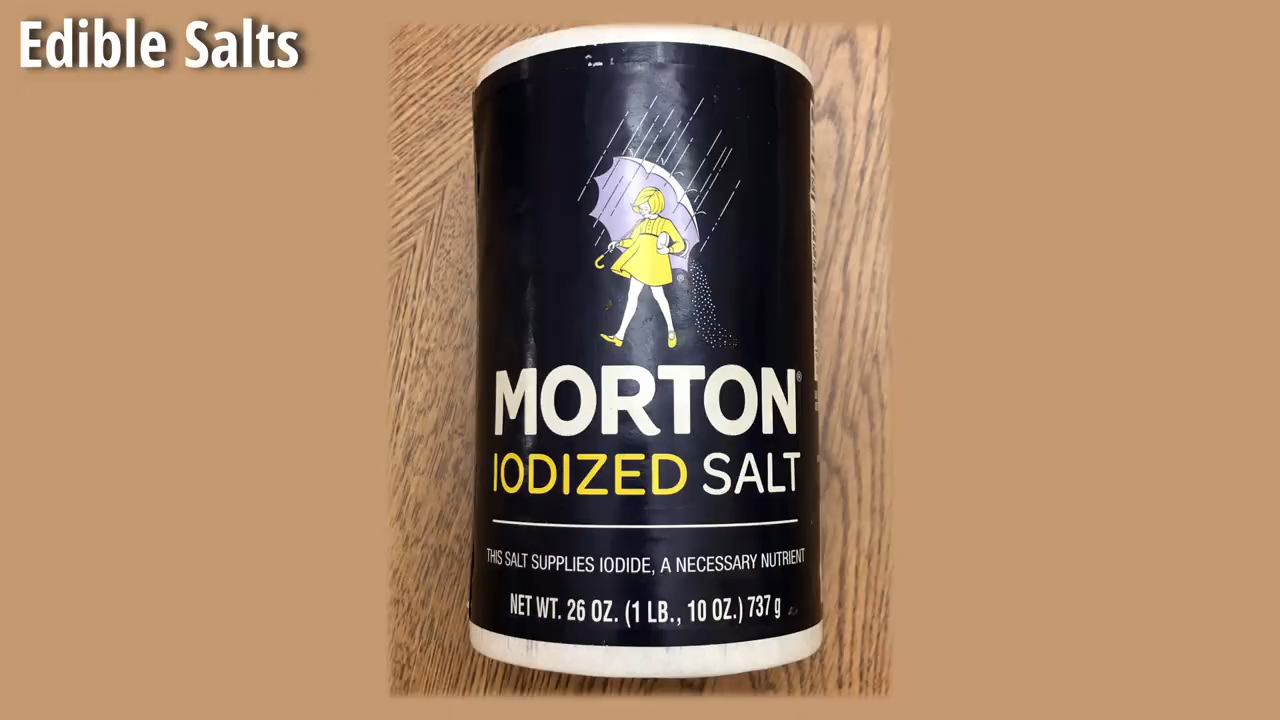 Edible Salts
MORTON®
IODIZED SALT
THIS SALT SUPPLIES IODIDE, A NECESSARY NUTRIENT
NET WT. 26 OZ. (1 LB., 10 OZ.) 737 g